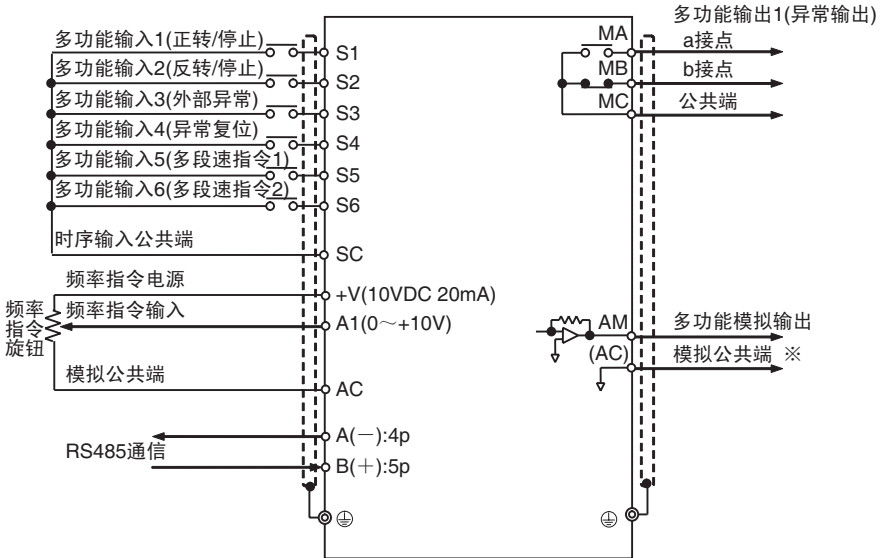 多功能输入1(正转/停止)
S1
多功能输入2(反转/停止)
S2
多功能输入3(外部异常)
S3
多功能输入4(异常复位)
S4
多功能输入5(多段速指令1)
S5
多功能输入6(多段速指令2)
S6
时序输入公共端
SC
频率指令电源
+V(10VDC 20mA)
频率
指令
旋钮
频率指令输入
A1(0～+10V)
模拟公共端
AC
RS485通信
A(－):4p
B(＋):5p
多功能输出1(异常输出)
MA
a接点
MB
b接点
MC
公共端
AM
多功能模拟输出
(AC)
模拟公共端 ※